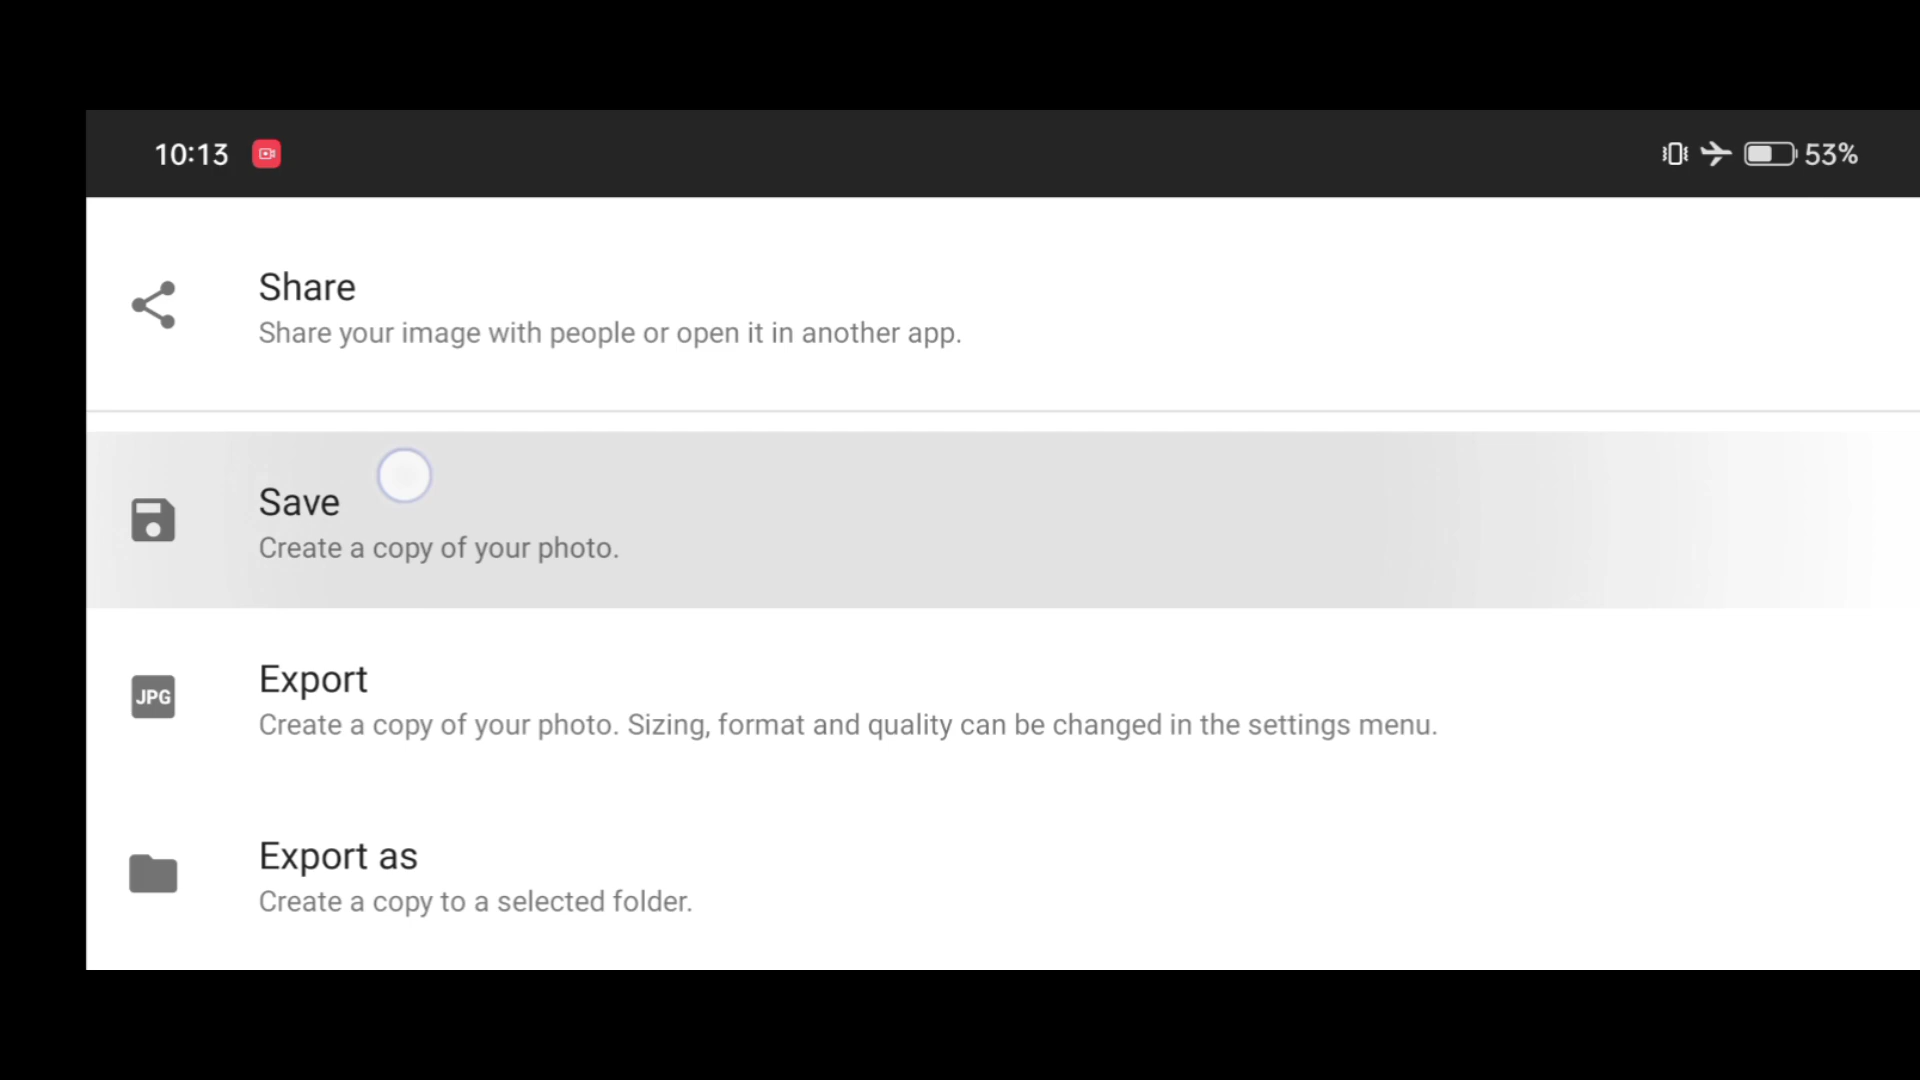 10:13
53%
Share
Share your image with people or open it in another app.
Save
Create a copy of your photo.
JPG
Export
Create a copy of your photo. Sizing, format and quality can be changed in the settings menu.
Export as
Create a copy to a selected folder.